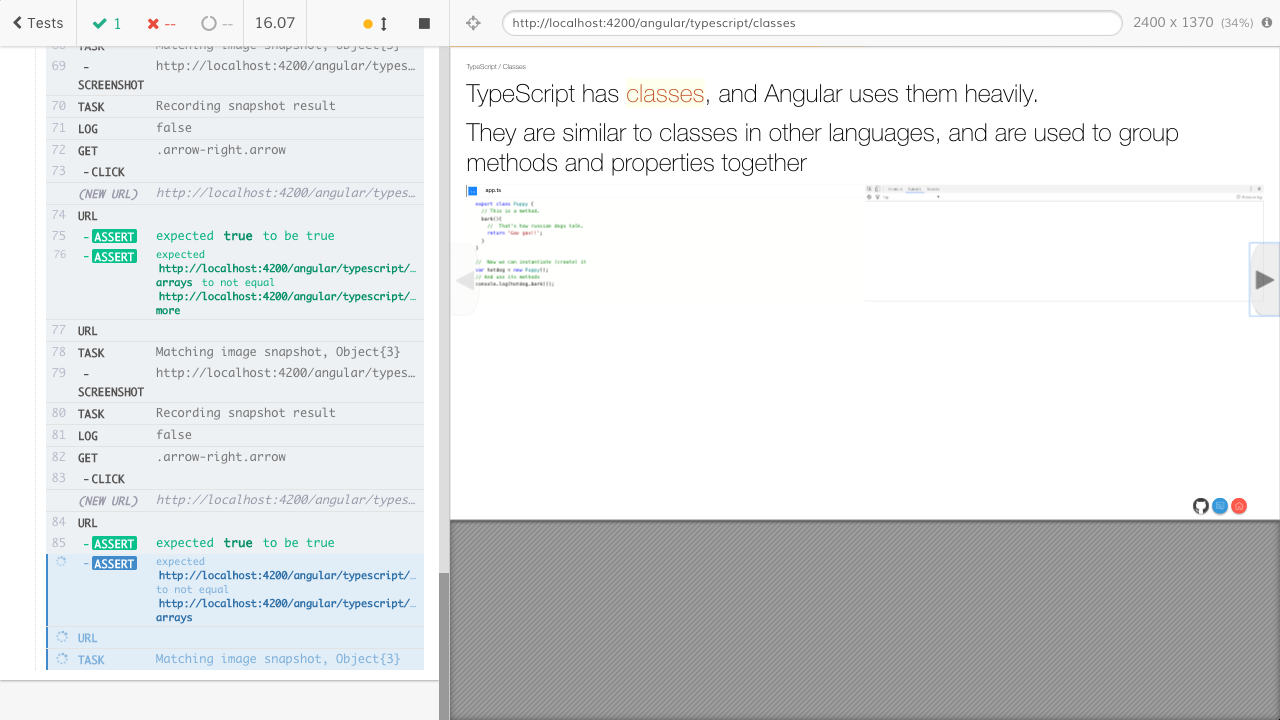 Tests
1
--
--
16.07
http://localhost:4200/angular/typescript/classes
2400 x 1370 (34%)
68 TASK Matching image snapshot, Object{3}
69 - http://localhost:4200/angular/types…
SCREENSHOT
70 TASK Recording snapshot result
71 LOG false
72 GET .arrow-right.arrow
73 - CLICK
(NEW URL) http://localhost:4200/angular/types…
74 URL
75 - ASSERT expected true to be true
76 - ASSERT expected
http://localhost:4200/angular/typescript/…
arrays to not equal
http://localhost:4200/angular/typescript/…
more
77 URL
78 TASK Matching image snapshot, Object{3}
79 - http://localhost:4200/angular/types…
SCREENSHOT
80 TASK Recording snapshot result
81 LOG false
82 GET .arrow-right.arrow
83 - CLICK
(NEW URL) http://localhost:4200/angular/types…
84 URL
85 - ASSERT expected true to be true
- ASSERT expected
http://localhost:4200/angular/typescript/…
to not equal
http://localhost:4200/angular/typescript/…
arrays
URL
TASK Matching image snapshot, Object{3}
TypeScript / Classes
TypeScript has classes, and Angular uses them heavily.
They are similar to classes in other languages, and are used to group
methods and properties together
app.ts
export class Puppy {
// This is a method.
bark(){
// That's how russian dogs talk.
return 'Gav gav!!';
}
}
// Now we can instantiate (create) it
var hotdog = new Puppy();
// And use its methods
console.log(hotdog.bark());